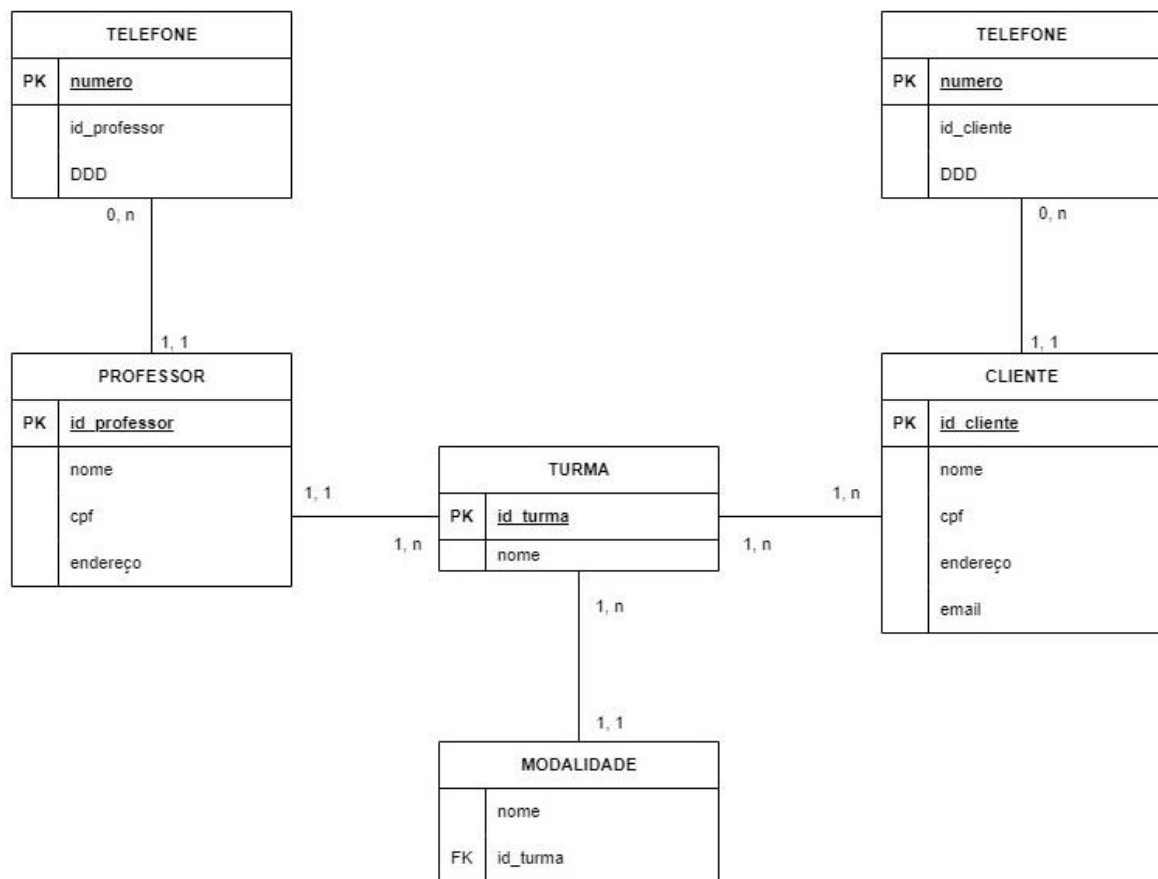 TELEFONE
PK numero
id_professor
DDD
0, n
1, 1
PROFESSOR
PK id_professor
nome
cpf
endereço
1, 1
1, n
TELEFONE
PK numero
id_cliente
DDD
0, n
1, 1
CLIENTE
PK id_cliente
nome
cpf
endereço
email
1, n
1, n
TURMA
PK id_turma
nome
1, n
1, 1
MODALIDADE
nome
FK id_turma